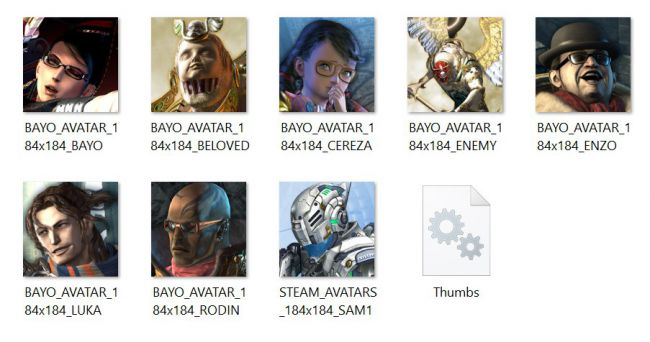 BAYO_AVATAR_1
84x184_BAYO
BAYO_AVATAR_1
84x184_BELOVED
BAYO_AVATAR_1
84x184_CEREZA
BAYO_AVATAR_1
84x184_ENEMY
BAYO_AVATAR_1
84x184_ENZO
BAYO_AVATAR_1
84x184_LUKA
BAYO_AVATAR_1
84x184_RODIN
STEAM_AVATARS
_184x184_SAM1
Thumbs